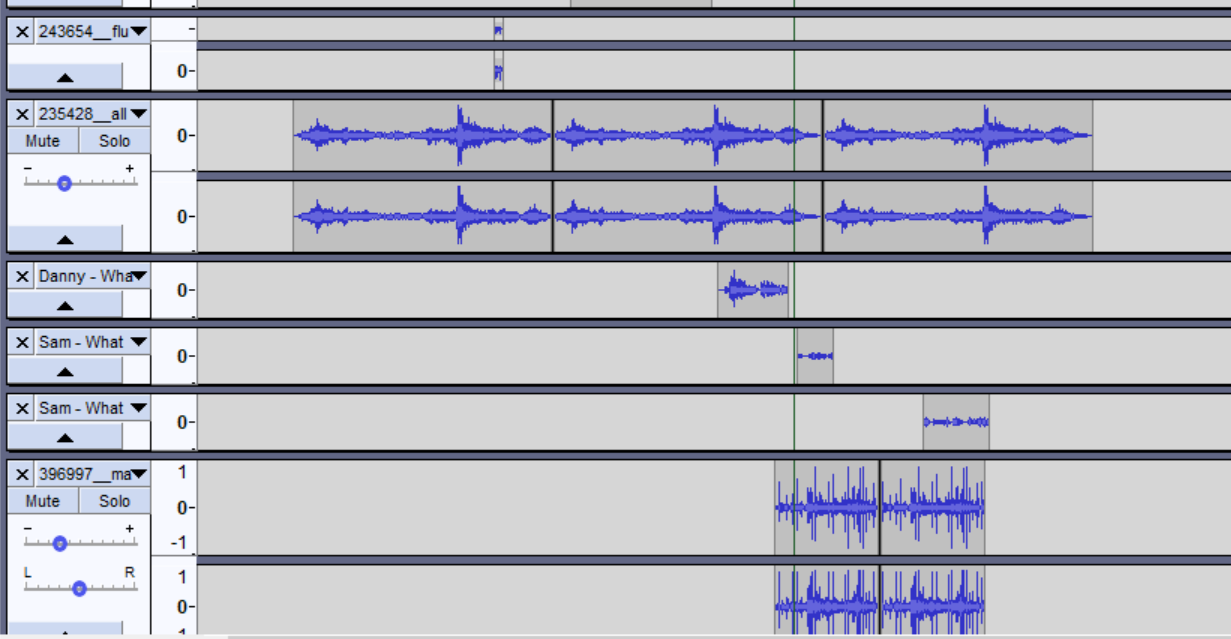 243654__flu
-
0-
235428__all
Mute Solo
0-
- +
0-
Danny - Wha
0-
Sam - What
0-
Sam - What
0-
396997__ma
1
Mute Solo
0-
- +
-1
L R
1
0-
1